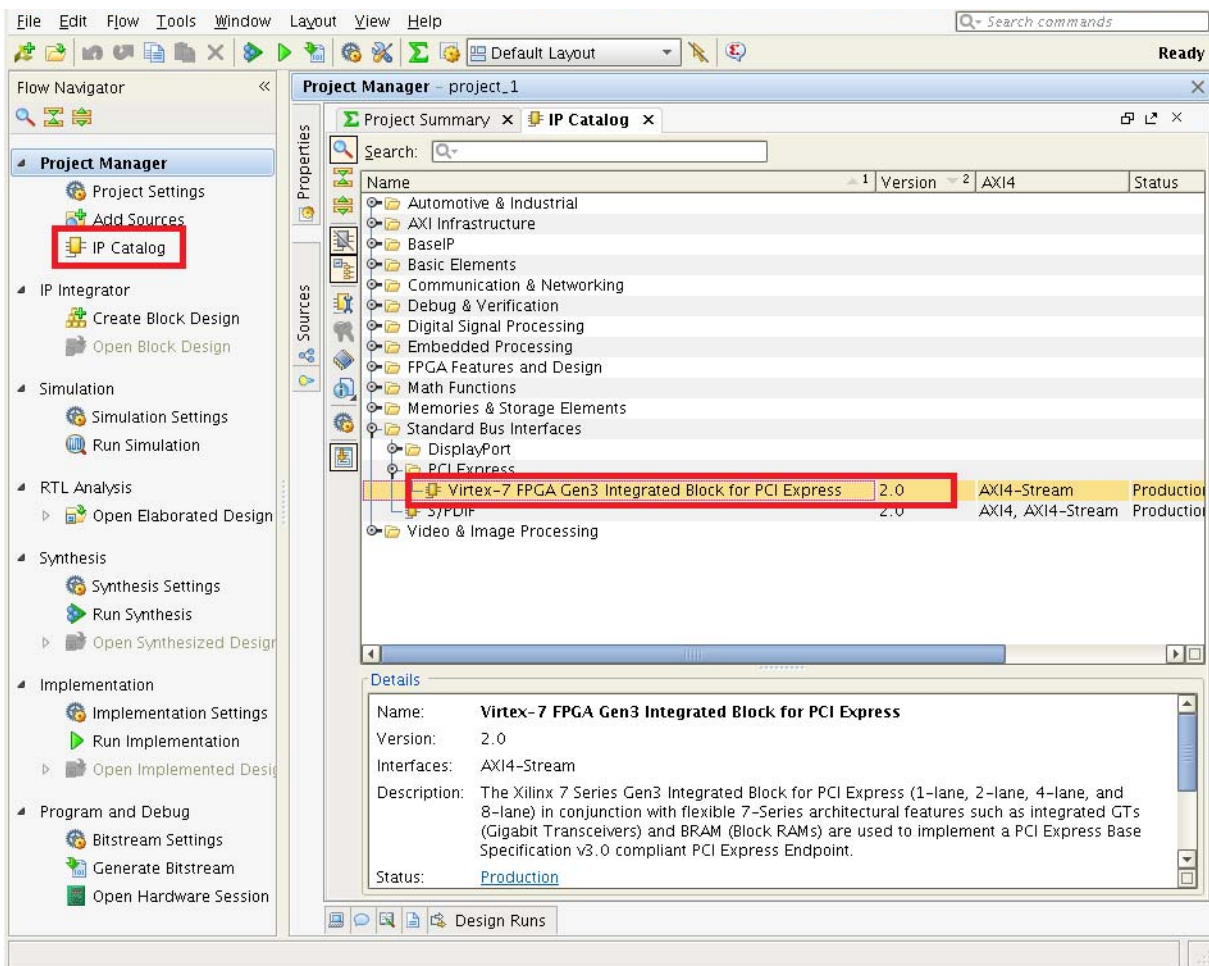 File Edit Flow Tools Window Layout View Help Search commands
Default Layout Ready
Flow Navigator
Project Manager
Project Settings
Add Sources
IP Catalog
IP Integrator
Create Block Design
Open Block Design
Simulation
Simulation Settings
Run Simulation
RTL Analysis
Open Elaborated Design
Synthesis
Synthesis Settings
Run Synthesis
Open Synthesized Design
Implementation
Implementation Settings
Run Implementation
Open Implemented Desig
Program and Debug
Bitstream Settings
Generate Bitstream
Open Hardware Session
Project Manager - project_1
Properties
Sources
Project Summary IP Catalog
Search:
Name 1 Version 2 AXI4 Status
Automotive & Industrial
AXI Infrastructure
BaseIP
Basic Elements
Communication & Networking
Debug & Verification
Digital Signal Processing
Embedded Processing
FPGA Features and Design
Math Functions
Memories & Storage Elements
Standard Bus Interfaces
DisplayPort
PCI Express
Virtex-7 FPGA Gen3 Integrated Block for PCI Express 2.0 AXI4-Stream Production
S/PDIF 2.0 AXI4, AXI4-Stream Production
Video & Image Processing
Details
Name: Virtex-7 FPGA Gen3 Integrated Block for PCI Express
Version: 2.0
Interfaces: AXI4-Stream
Description: The Xilinx 7 Series Gen3 Integrated Block for PCI Express (1-lane, 2-lane, 4-lane, and
8-lane) in conjunction with flexible 7-Series architectural features such as integrated GTs
(Gigabit Transceivers) and BRAM (Block RAMs) are used to implement a PCI Express Base
Specification v3.0 compliant PCI Express Endpoint.
Status: Production
Design Runs